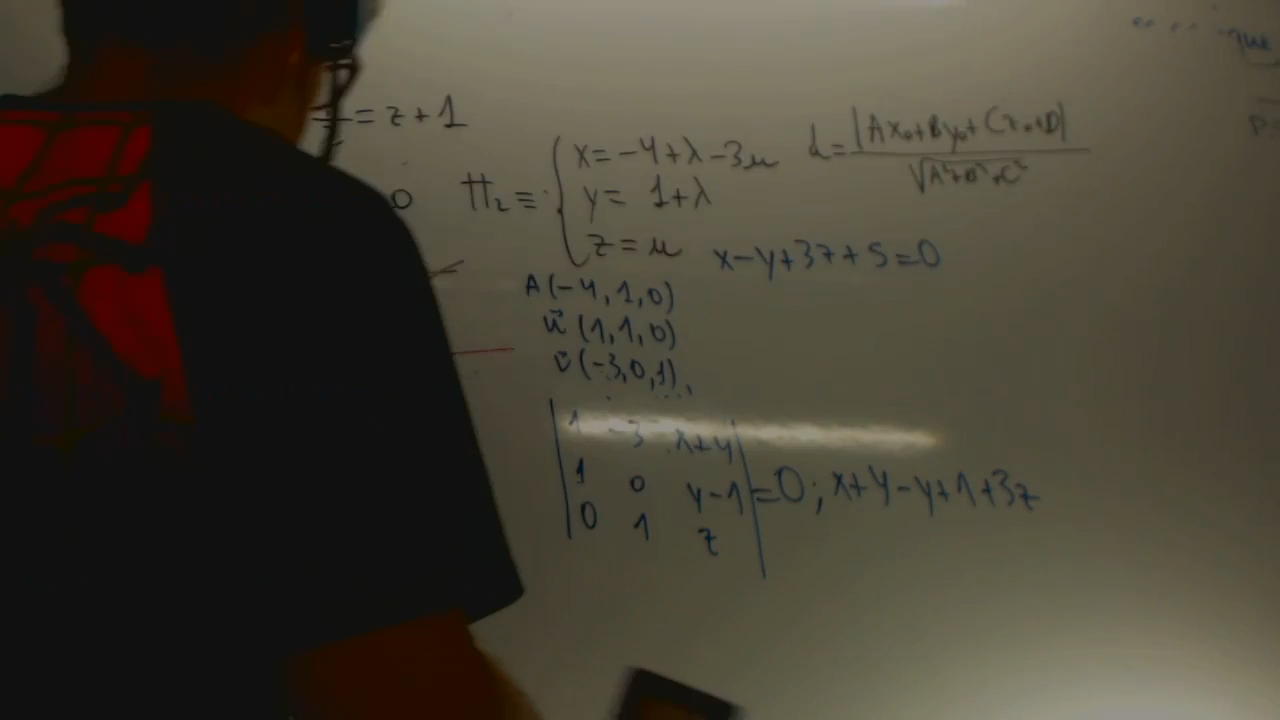 = z + 1
0
π₂ ≡ { x = -4 + λ - 3μ
y = 1 + λ
z = μ
d = |Ax₀ + By₀ + Cz₀ + D| / √(A² + B² + C²)
x - y + 3z + 5 = 0
A (-4, 1, 0)
u⃗ (1, 1, 0)
v⃗ (-3, 0, 1)
| 1 -3 x+4 |
| 1 0 y-1 | = 0 ; x + 4 - y + 1 + 3z
| 0 1 z |